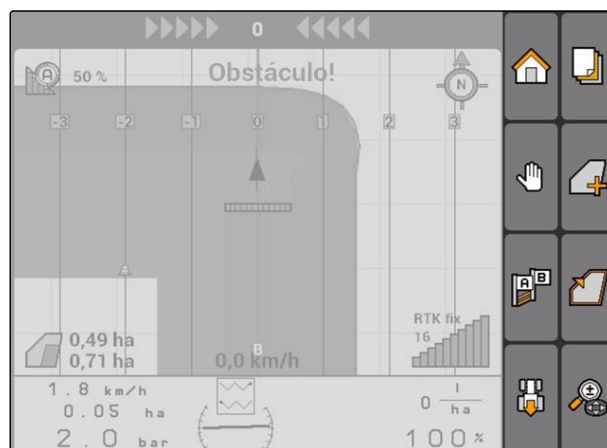 0
A
50 %
Obstáculo!
N
-3 -2 -1 0 1 2 3
A
A B
RTK fix
16
0,49 ha
0,71 ha
B
0,0 km/h
1.8 km/h
0.05 ha
2.0 bar
0 l/ha
100 %